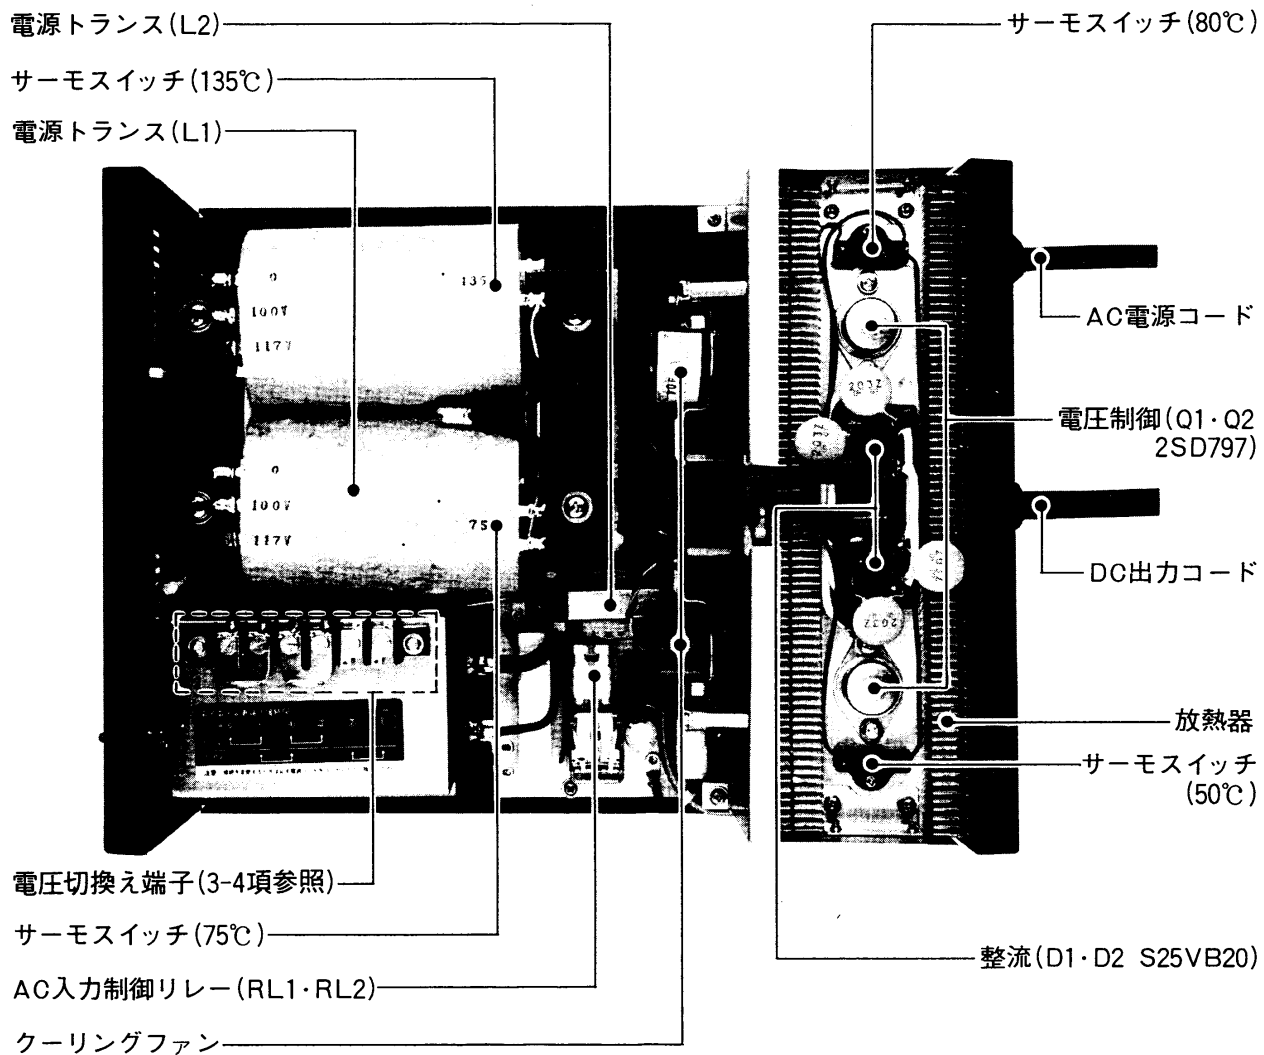 電源トランス(L2)
サーモスイッチ(135℃)
電源トランス(L1)
サーモスイッチ(80℃)
0
100V
117V
135
0
100V
117V
75
203Z
203Z
203Z
AC電源コード
電圧制御(Q1・Q2
2SD797)
DC出力コード
放熱器
サーモスイッチ
(50℃)
電圧切換え端子(3-4項参照)
サーモスイッチ(75℃)
AC入力制御リレー(RL1・RL2)
クーリングファン
整流(D1・D2 S25VB20)